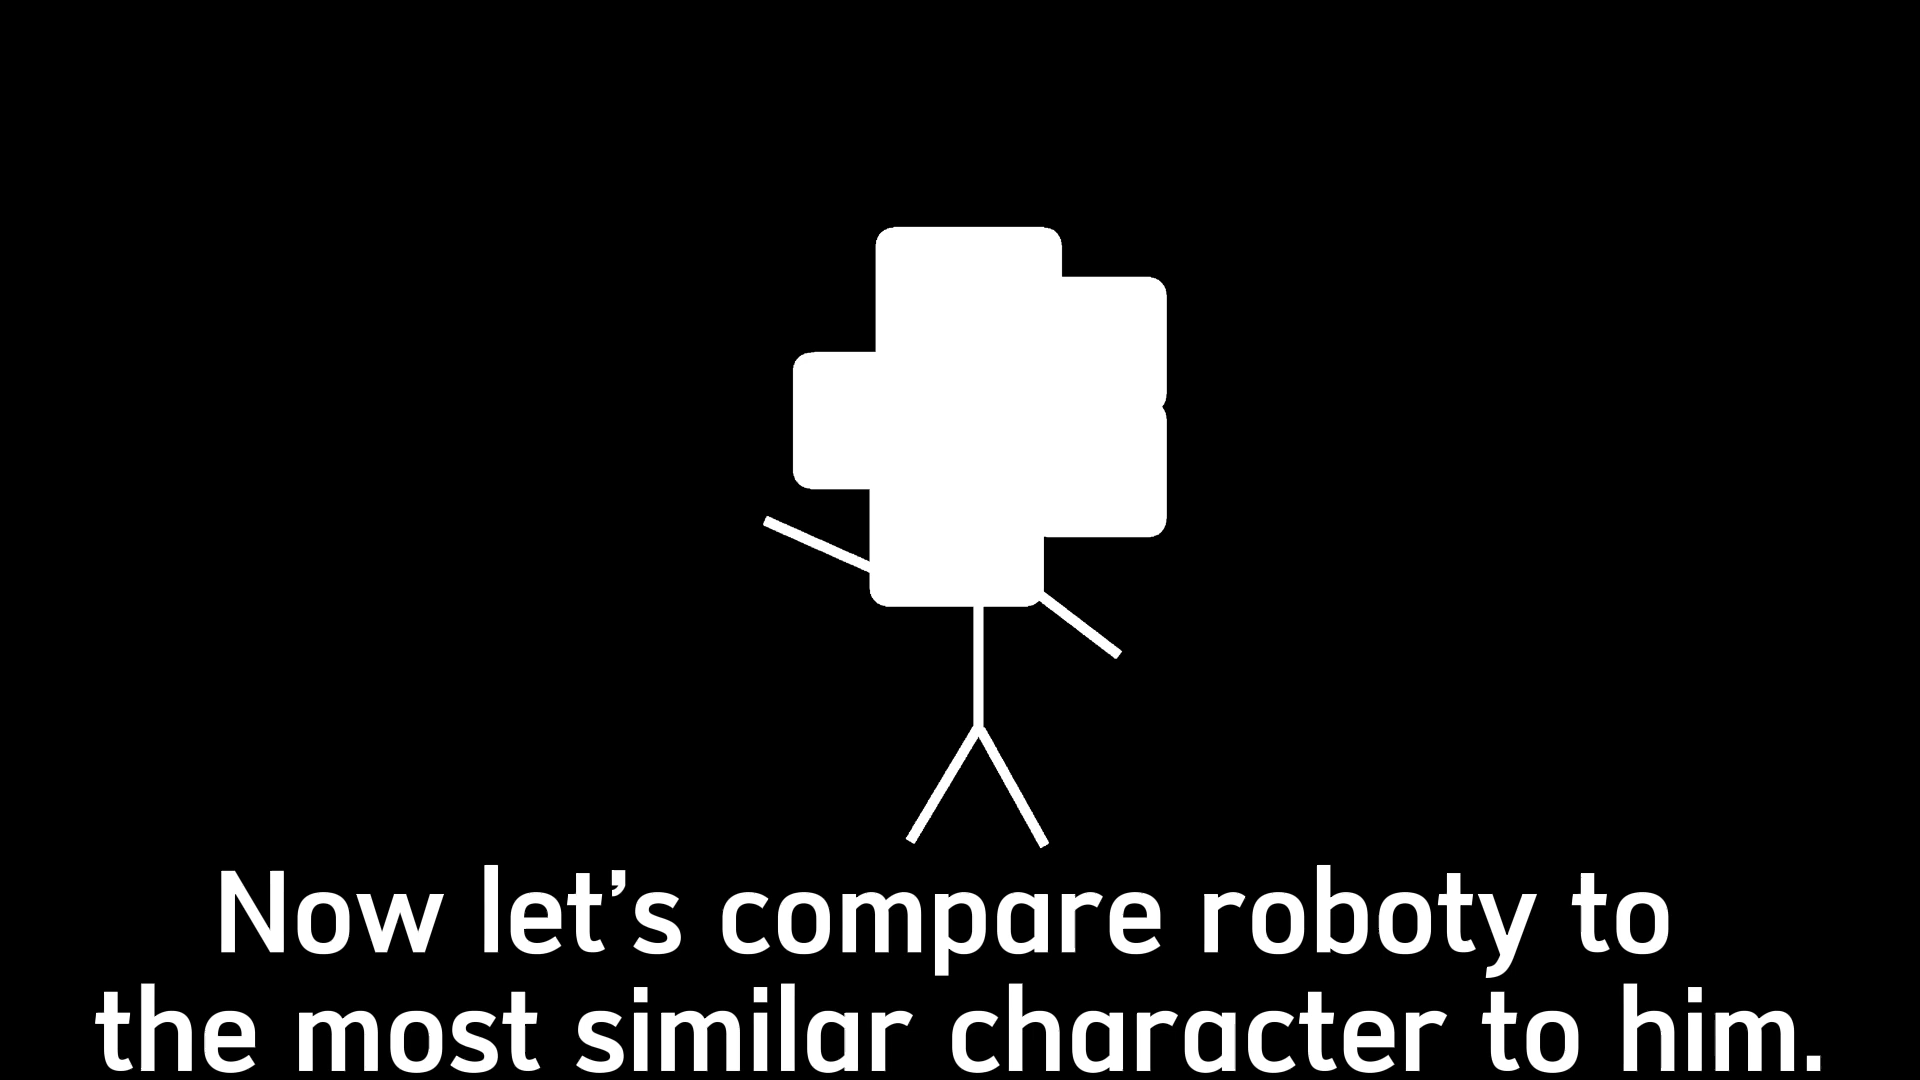 Now let’s compare roboty to
the most similar character to him.